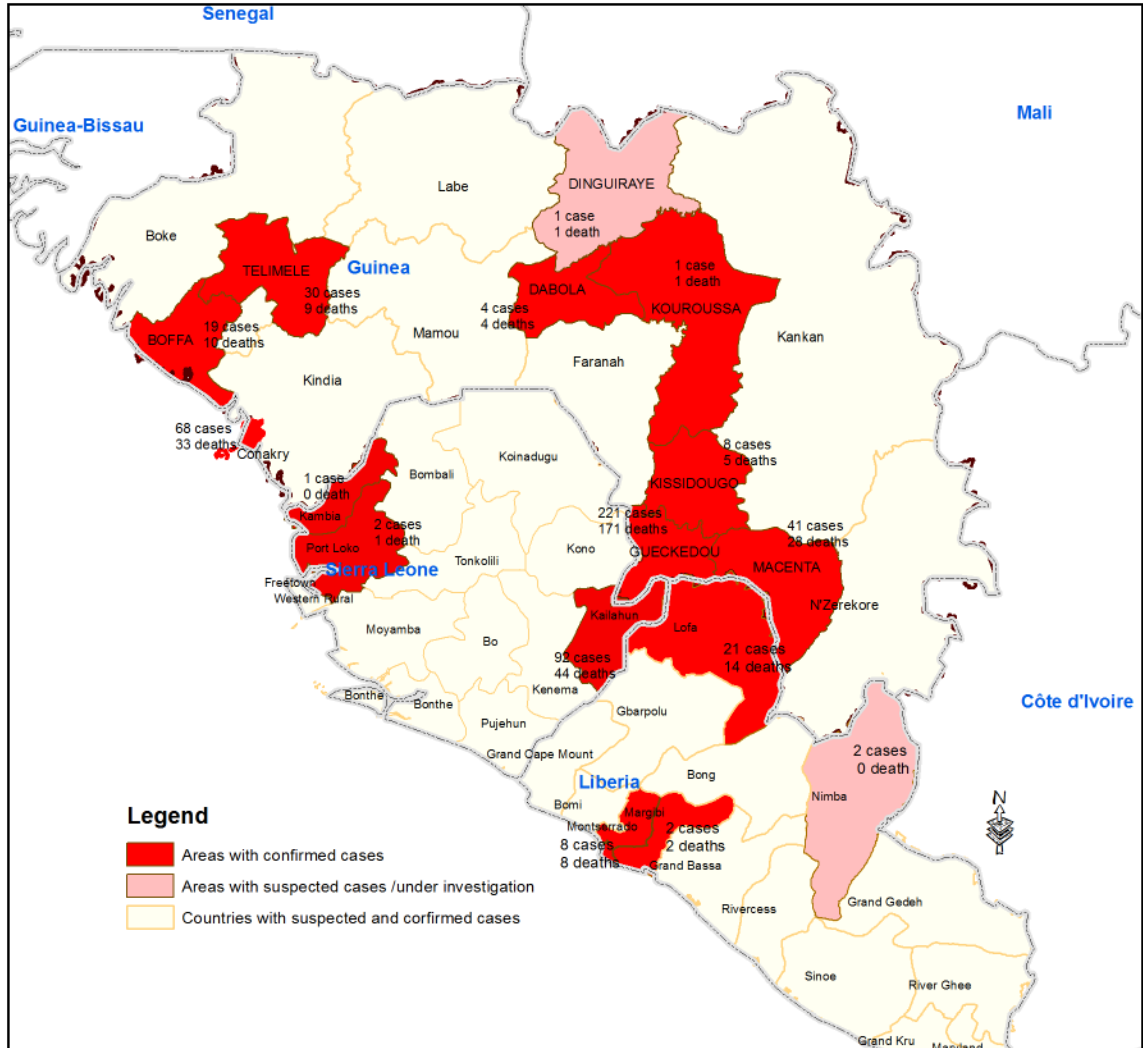 Senegal
Guinea-Bissau
Mali
Labe
DINGUIRAYE
1 case
1 death
Boke
TELIMELE
Guinea
30 cases
9 deaths
DABOLA
4 cases
4 deaths
1 case
1 death
KOUROUSSA
19 cases
10 deaths
BOFFA
Mamou
Faranah
Kankan
Kindia
68 cases
33 deaths
Conakry
Koinadugu
Bombali
1 case
0 death
Kambia
2 cases
1 death
Port Loko
8 cases
5 deaths
KISSIDOUGO
221 cases
171 deaths
GUECKEDOU
41 cases
28 deaths
MACENTA
Kono
Tonkolili
Sierra Leone
Freetown
Western Rural
N'Zerekore
Kailahun
Lofa
Moyamba
Bo
92 cases
44 deaths
21 cases
14 deaths
Kenema
Bonthe
Bonthe
Gbarpolu
Pujehun
Grand Cape Mount
Côte d'Ivoire
2 cases
0 death
Nimba
Liberia
Bong
Bomi
Margibi
Montserrado
8 cases
8 deaths
2 cases
2 deaths
Grand Bassa
Rivercess
Grand Gedeh
Sinoe
River Ghee
Grand Kru
Maryland
N
Legend
Areas with confirmed cases
Areas with suspected cases /under investigation
Countries with suspected and confirmed cases